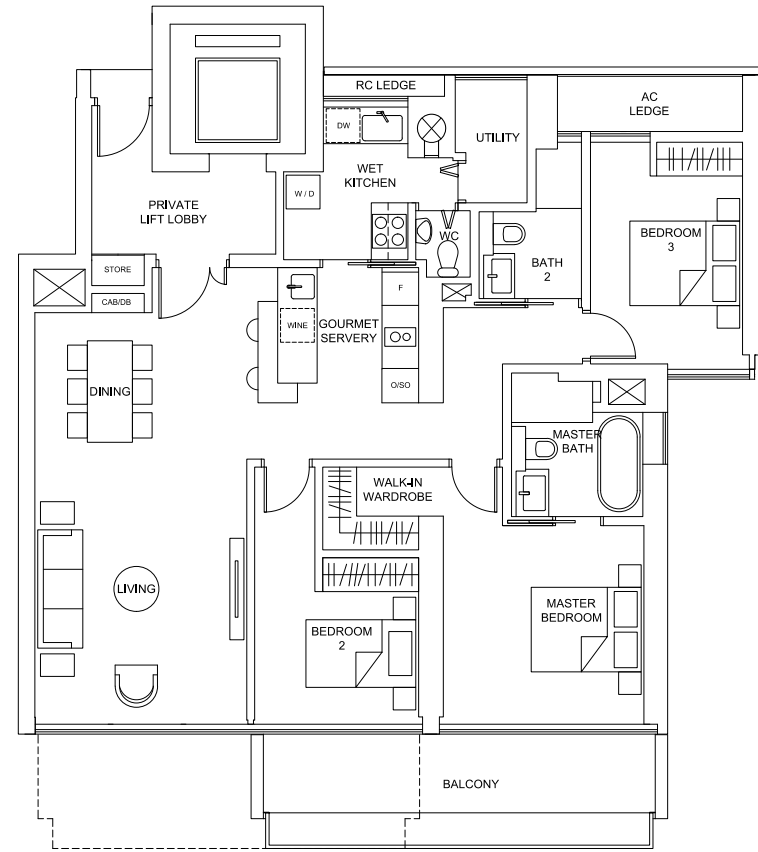 RC LEDGE
AC
LEDGE
DW
UTILITY
WET
KITCHEN
W / D
PRIVATE
LIFT LOBBY
WC
BEDROOM
3
BATH
2
STORE
CAB/DB
F
WINE
GOURMET
SERVERY
O/SO
DINING
MASTER
BATH
WALK-IN
WARDROBE
LIVING
MASTER
BEDROOM
BEDROOM
2
BALCONY